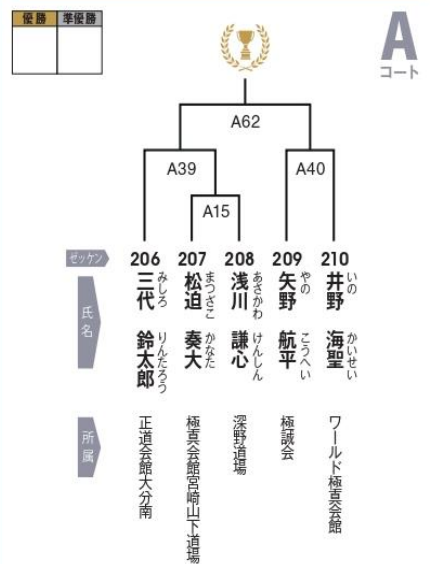 優勝 準優勝
A
コート
A62
A39 A40
A15
ゼッケン 206 207 208 209 210
氏名
三代 鈴太郎
みしろ りんたろう
松迫 奏大
まつざこ かなた
浅川 謙心
あさかわ けんしん
矢野 航平
やの こうへい
井野 海聖
いの かいせい
所属
正道会館大分南
極真会館宮崎山下道場
深野道場
極誠会
ワールド極真会館